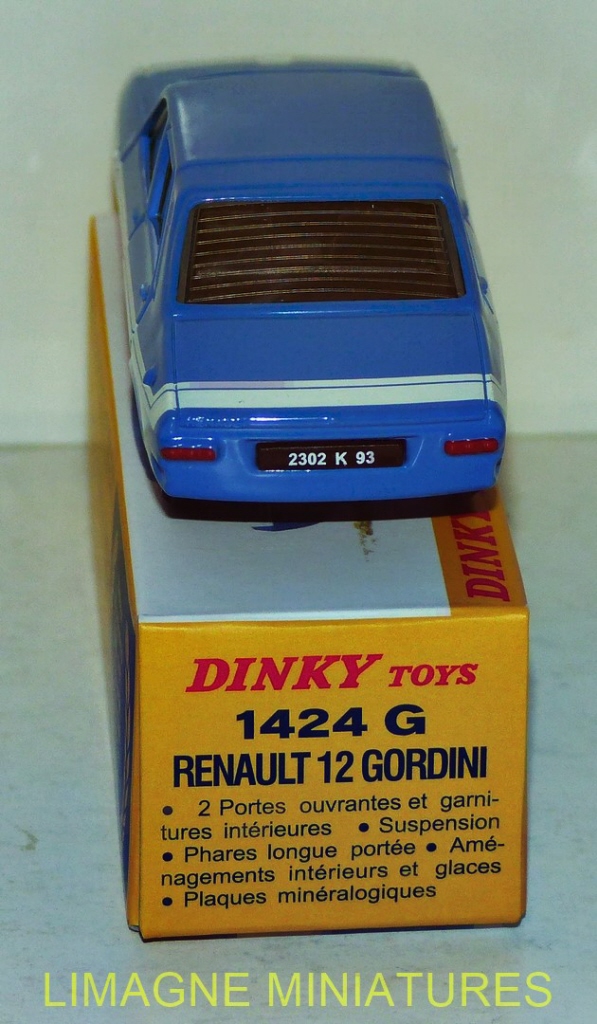 2302 K 93
DINKY
DINKY TOYS
1424 G
RENAULT 12 GORDINI
• 2 Portes ouvrantes et garni-
tures intérieures • Suspension
• Phares longue portée • Amé-
nagements intérieurs et glaces
• Plaques minéralogiques
LIMAGNE MINIATURES